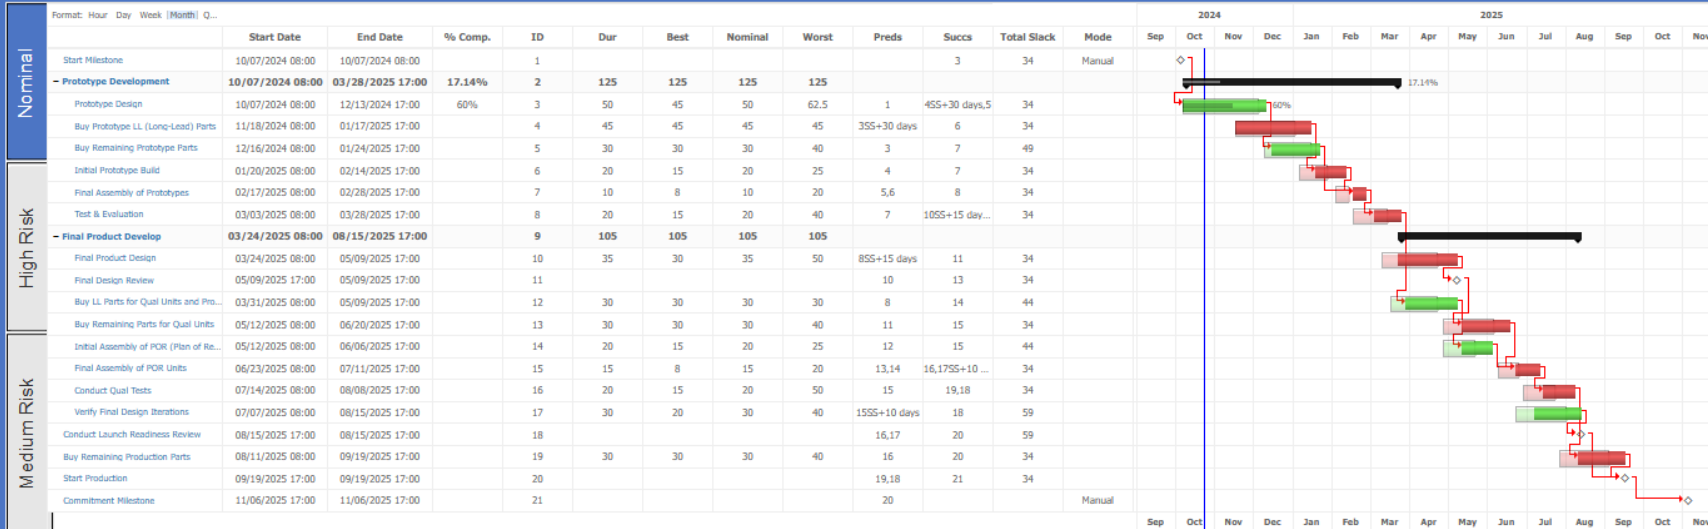 Format: Hour Day Week Month Q...
2024 2025
Start Date End Date % Comp. ID Dur Best Nominal Worst Preds Succs Total Slack Mode Sep Oct Nov Dec Jan Feb Mar Apr May Jun Jul Aug Sep Oct Nov
Nominal
High Risk
Medium Risk
Start Milestone 10/07/2024 08:00 10/07/2024 08:00 1 3 34 Manual
− Prototype Development 10/07/2024 08:00 03/28/2025 17:00 17.14% 2 125 125 125 125 17.14%
Prototype Design 10/07/2024 08:00 12/13/2024 17:00 60% 3 50 45 50 62.5 1 4SS+30 days,5 34 60%
Buy Prototype LL (Long-Lead) Parts 11/18/2024 08:00 01/17/2025 17:00 4 45 45 45 45 3SS+30 days 6 34
Buy Remaining Prototype Parts 12/16/2024 08:00 01/24/2025 17:00 5 30 30 30 40 3 7 49
Initial Prototype Build 01/20/2025 08:00 02/14/2025 17:00 6 20 15 20 25 4 7 34
Final Assembly of Prototypes 02/17/2025 08:00 02/28/2025 17:00 7 10 8 10 20 5,6 8 34
Test & Evaluation 03/03/2025 08:00 03/28/2025 17:00 8 20 15 20 40 7 10SS+15 day... 34
− Final Product Develop 03/24/2025 08:00 08/15/2025 17:00 9 105 105 105 105
Final Product Design 03/24/2025 08:00 05/09/2025 17:00 10 35 30 35 50 8SS+15 days 11 34
Final Design Review 05/09/2025 17:00 05/09/2025 17:00 11 10 13 34
Buy LL Parts for Qual Units and Pro... 03/31/2025 08:00 05/09/2025 17:00 12 30 30 30 30 8 14 44
Buy Remaining Parts for Qual Units 05/12/2025 08:00 06/20/2025 17:00 13 30 30 30 40 11 15 34
Initial Assembly of POR (Plan of Re... 05/12/2025 08:00 06/06/2025 17:00 14 20 15 20 25 12 15 44
Final Assembly of POR Units 06/23/2025 08:00 07/11/2025 17:00 15 15 8 15 20 13,14 16,17SS+10 ... 34
Conduct Qual Tests 07/14/2025 08:00 08/08/2025 17:00 16 20 15 20 50 15 19,18 34
Verify Final Design Iterations 07/07/2025 08:00 08/15/2025 17:00 17 30 20 30 40 15SS+10 days 18 59
Conduct Launch Readiness Review 08/15/2025 17:00 08/15/2025 17:00 18 16,17 20 59
Buy Remaining Production Parts 08/11/2025 08:00 09/19/2025 17:00 19 30 30 30 40 16 20 34
Start Production 09/19/2025 17:00 09/19/2025 17:00 20 19,18 21 34
Commitment Milestone 11/06/2025 17:00 11/06/2025 17:00 21 20 Manual
Sep Oct Nov Dec Jan Feb Mar Apr May Jun Jul Aug Sep Oct Nov